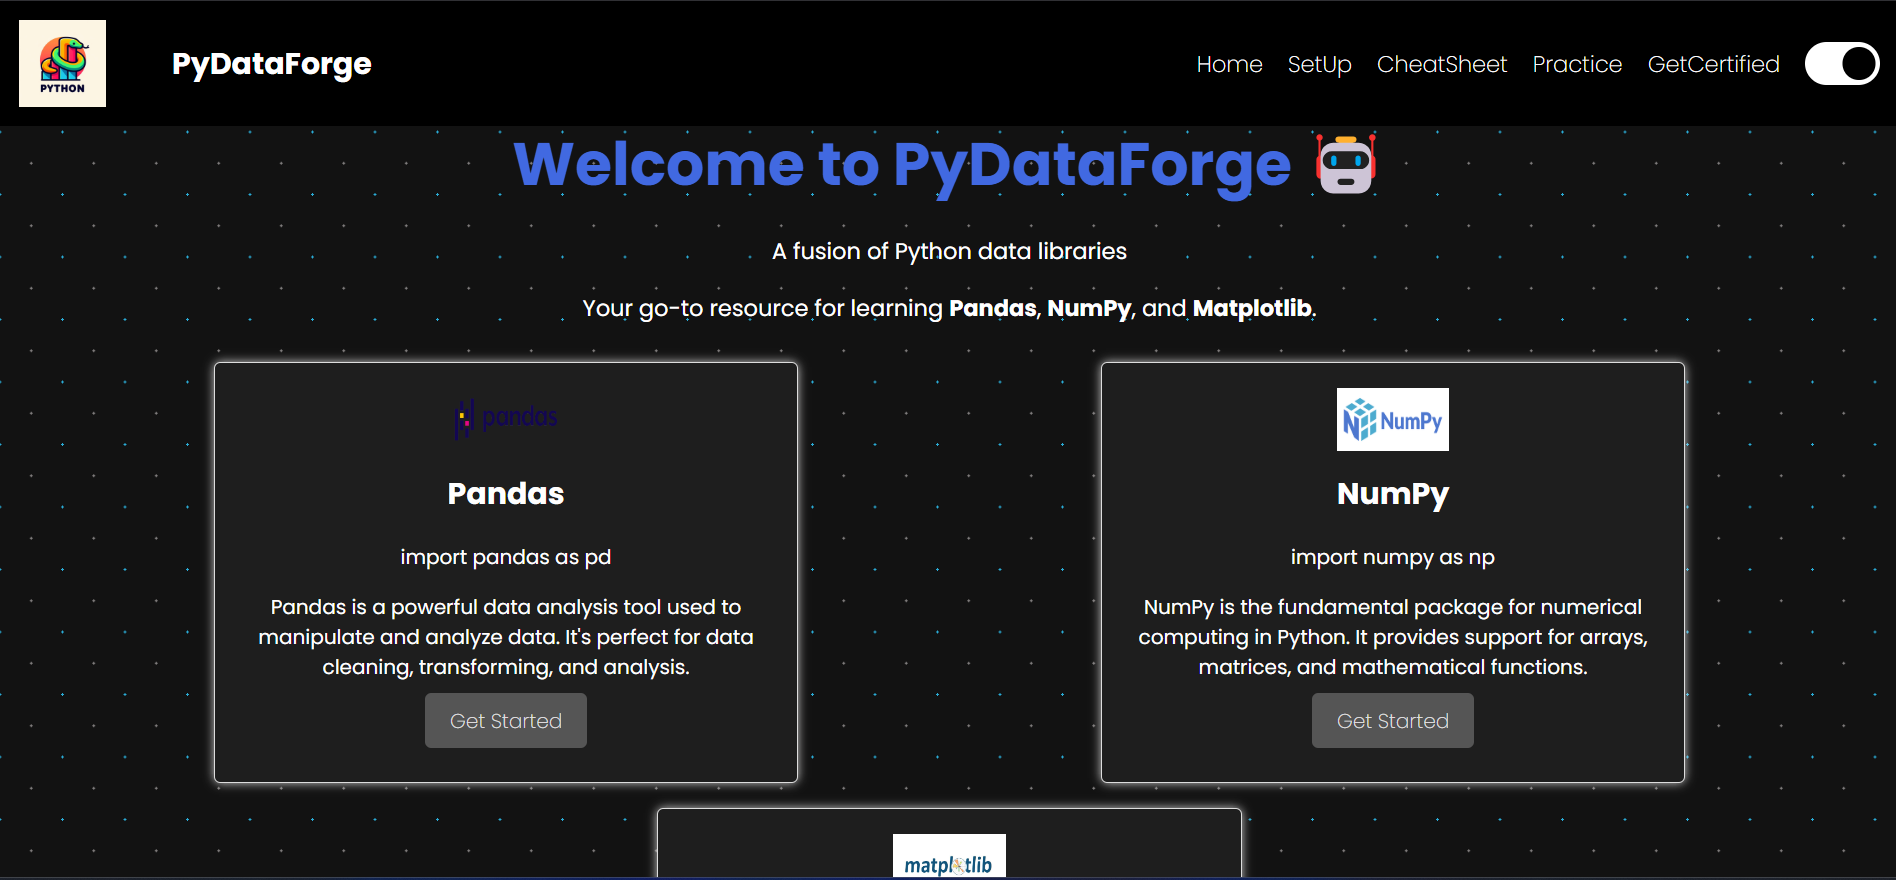 PYTHON
PyDataForge
Home SetUp CheatSheet Practice GetCertified
Welcome to PyDataForge
A fusion of Python data libraries
Your go-to resource for learning Pandas, NumPy, and Matplotlib.
pandas
Pandas
import pandas as pd
Pandas is a powerful data analysis tool used to
manipulate and analyze data. It's perfect for data
cleaning, transforming, and analysis.
Get Started
NumPy
NumPy
import numpy as np
NumPy is the fundamental package for numerical
computing in Python. It provides support for arrays,
matrices, and mathematical functions.
Get Started
matplotlib